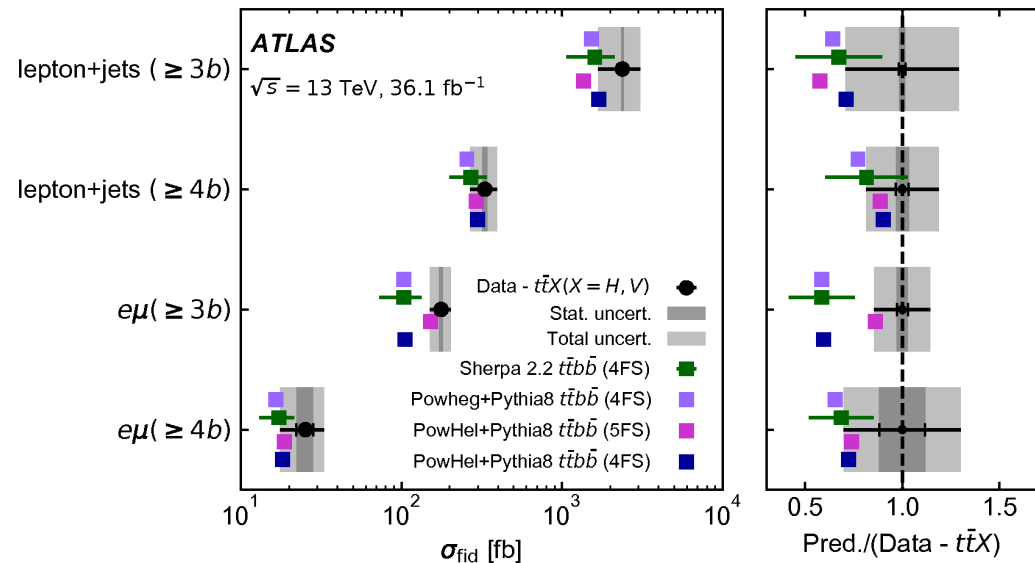 ATLAS
√s = 13 TeV, 36.1 fb⁻¹
lepton+jets ( ≥ 3b)
lepton+jets ( ≥ 4b)
eμ( ≥ 3b)
eμ( ≥ 4b)
Data - tt̄X(X = H, V)
Stat. uncert.
Total uncert.
Sherpa 2.2 tt̄bb̄ (4FS)
Powheg+Pythia8 tt̄bb̄ (4FS)
PowHel+Pythia8 tt̄bb̄ (5FS)
PowHel+Pythia8 tt̄bb̄ (4FS)
10¹ 10² 10³ 10⁴
σfid [fb]
0.5 1.0 1.5
Pred./(Data - tt̄X)